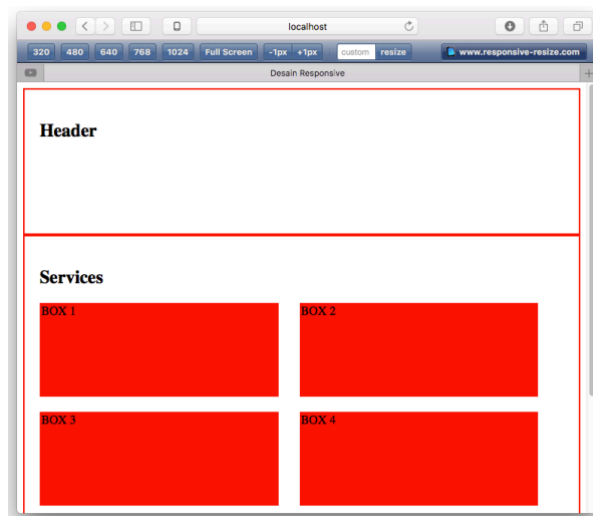 localhost
320 480 640 768 1024 Full Screen -1px +1px custom resize www.responsive-resize.com
Desain Responsive
Header
Services
BOX 1 BOX 2
BOX 3 BOX 4